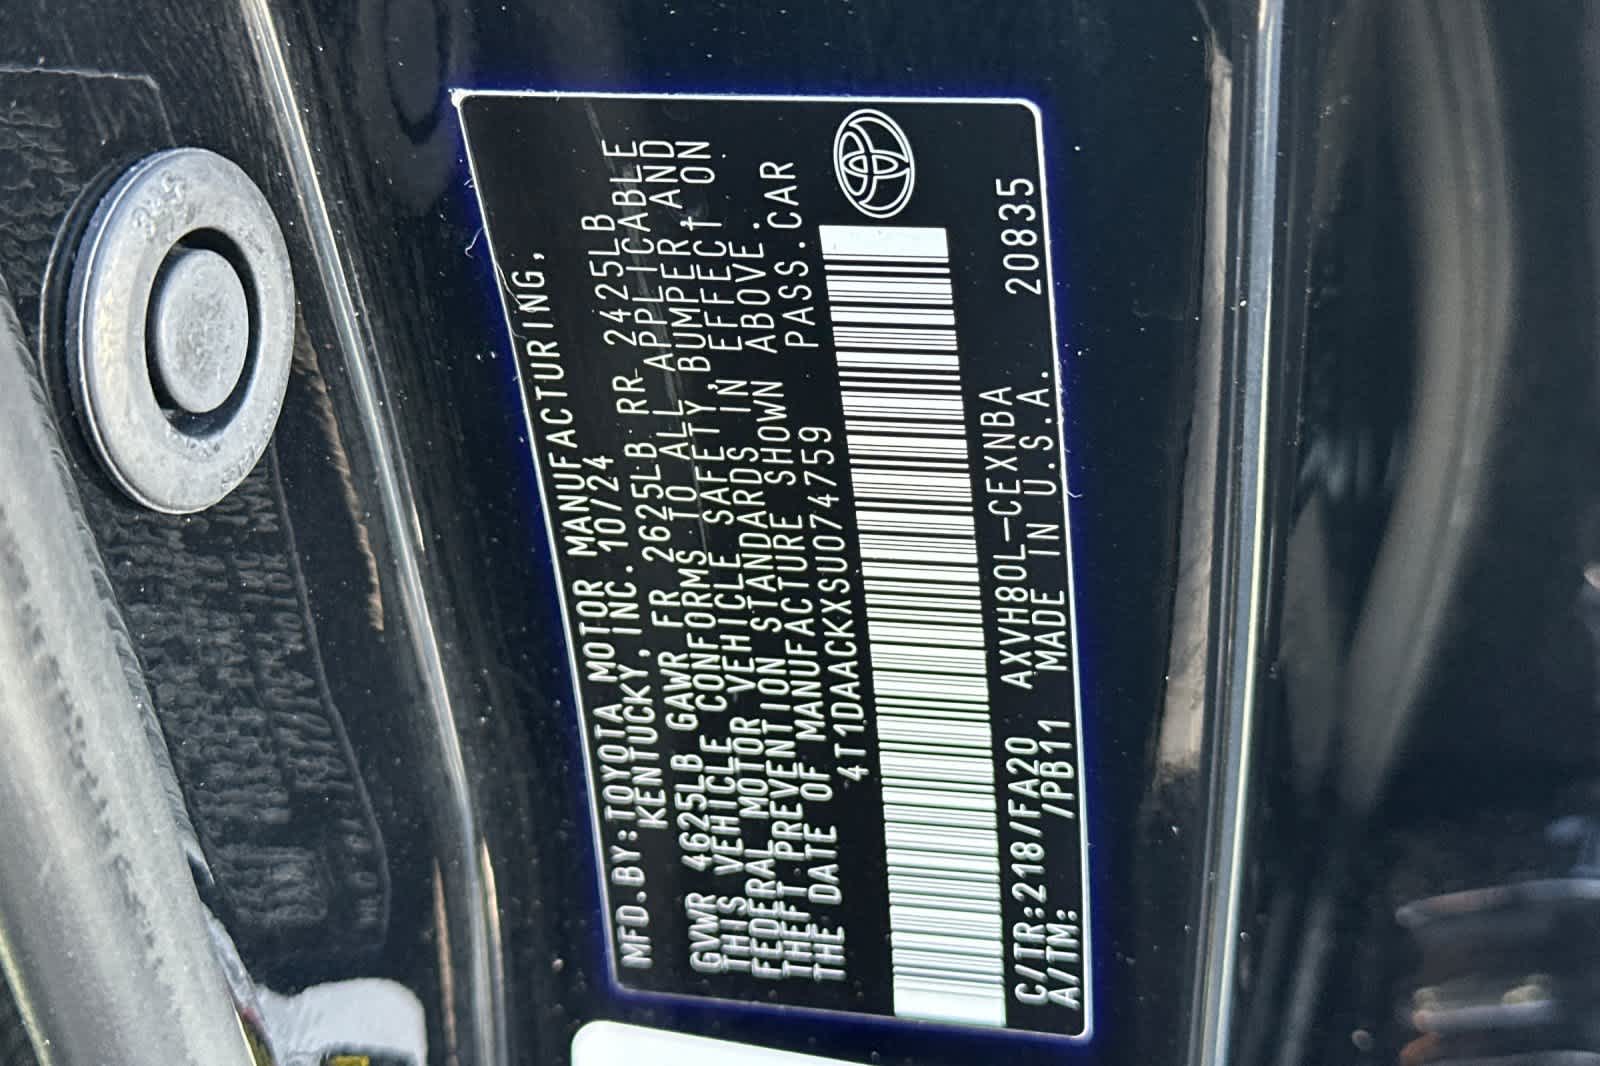 MFD.BY:TOYOTA MOTOR MANUFACTURING,
KENTUCKY,INC. 10/24
GVWR 4625LB GAWR FR 2625LB RR 2425LB
THIS VEHICLE CONFORMS TO ALL APPLICABLE
FEDERAL MOTOR VEHICLE SAFETY, BUMPER, AND
THEFT PREVENTION STANDARDS IN EFFECT ON
THE DATE OF MANUFACTURE SHOWN ABOVE.
4T1DAACKXSU074759 PASS.CAR
C/TR:218/FA20 AXVH80L-CEXNBA 20835
A/TM: /PB11 MADE IN U.S.A.